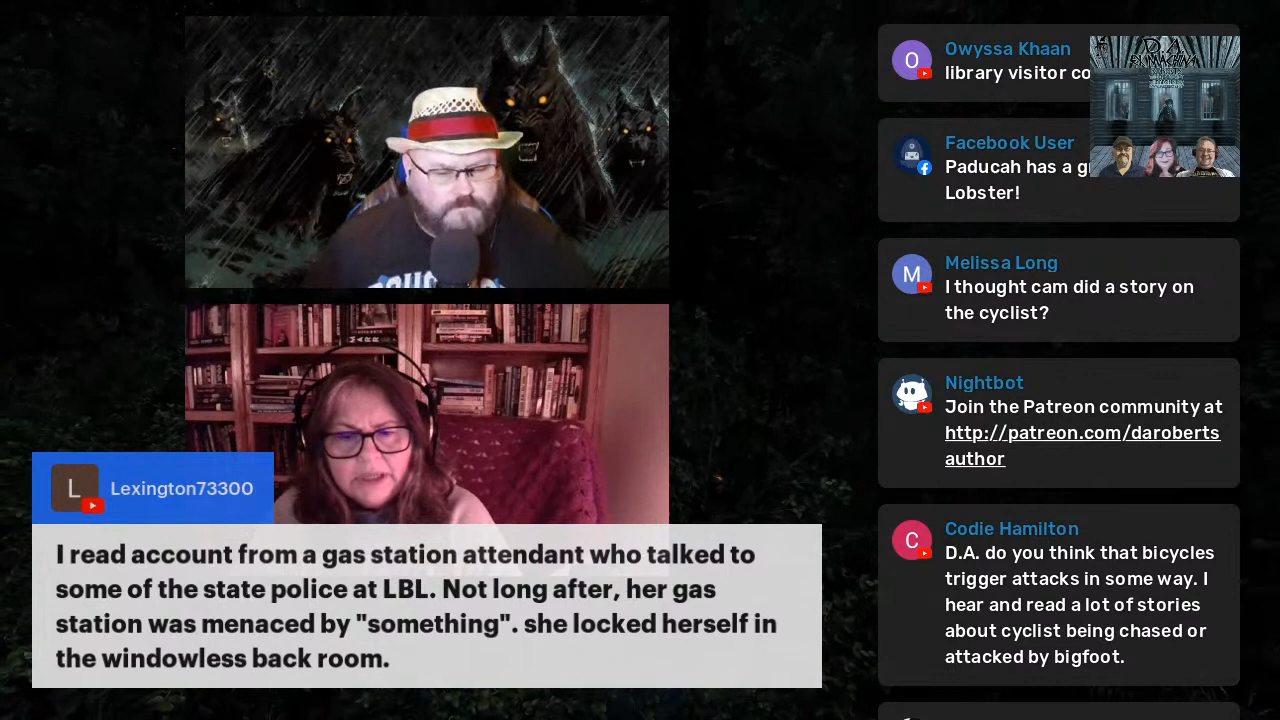 Owyssa Khaan
library visitor co
Facebook User
Paducah has a g
Lobster!
Melissa Long
I thought cam did a story on
the cyclist?
Nightbot
Join the Patreon community at
http://patreon.com/daroberts
author
Codie Hamilton
D.A. do you think that bicycles
trigger attacks in some way. I
hear and read a lot of stories
about cyclist being chased or
attacked by bigfoot.
Lexington73300
I read account from a gas station attendant who talked to
some of the state police at LBL. Not long after, her gas
station was menaced by "something". she locked herself in
the windowless back room.